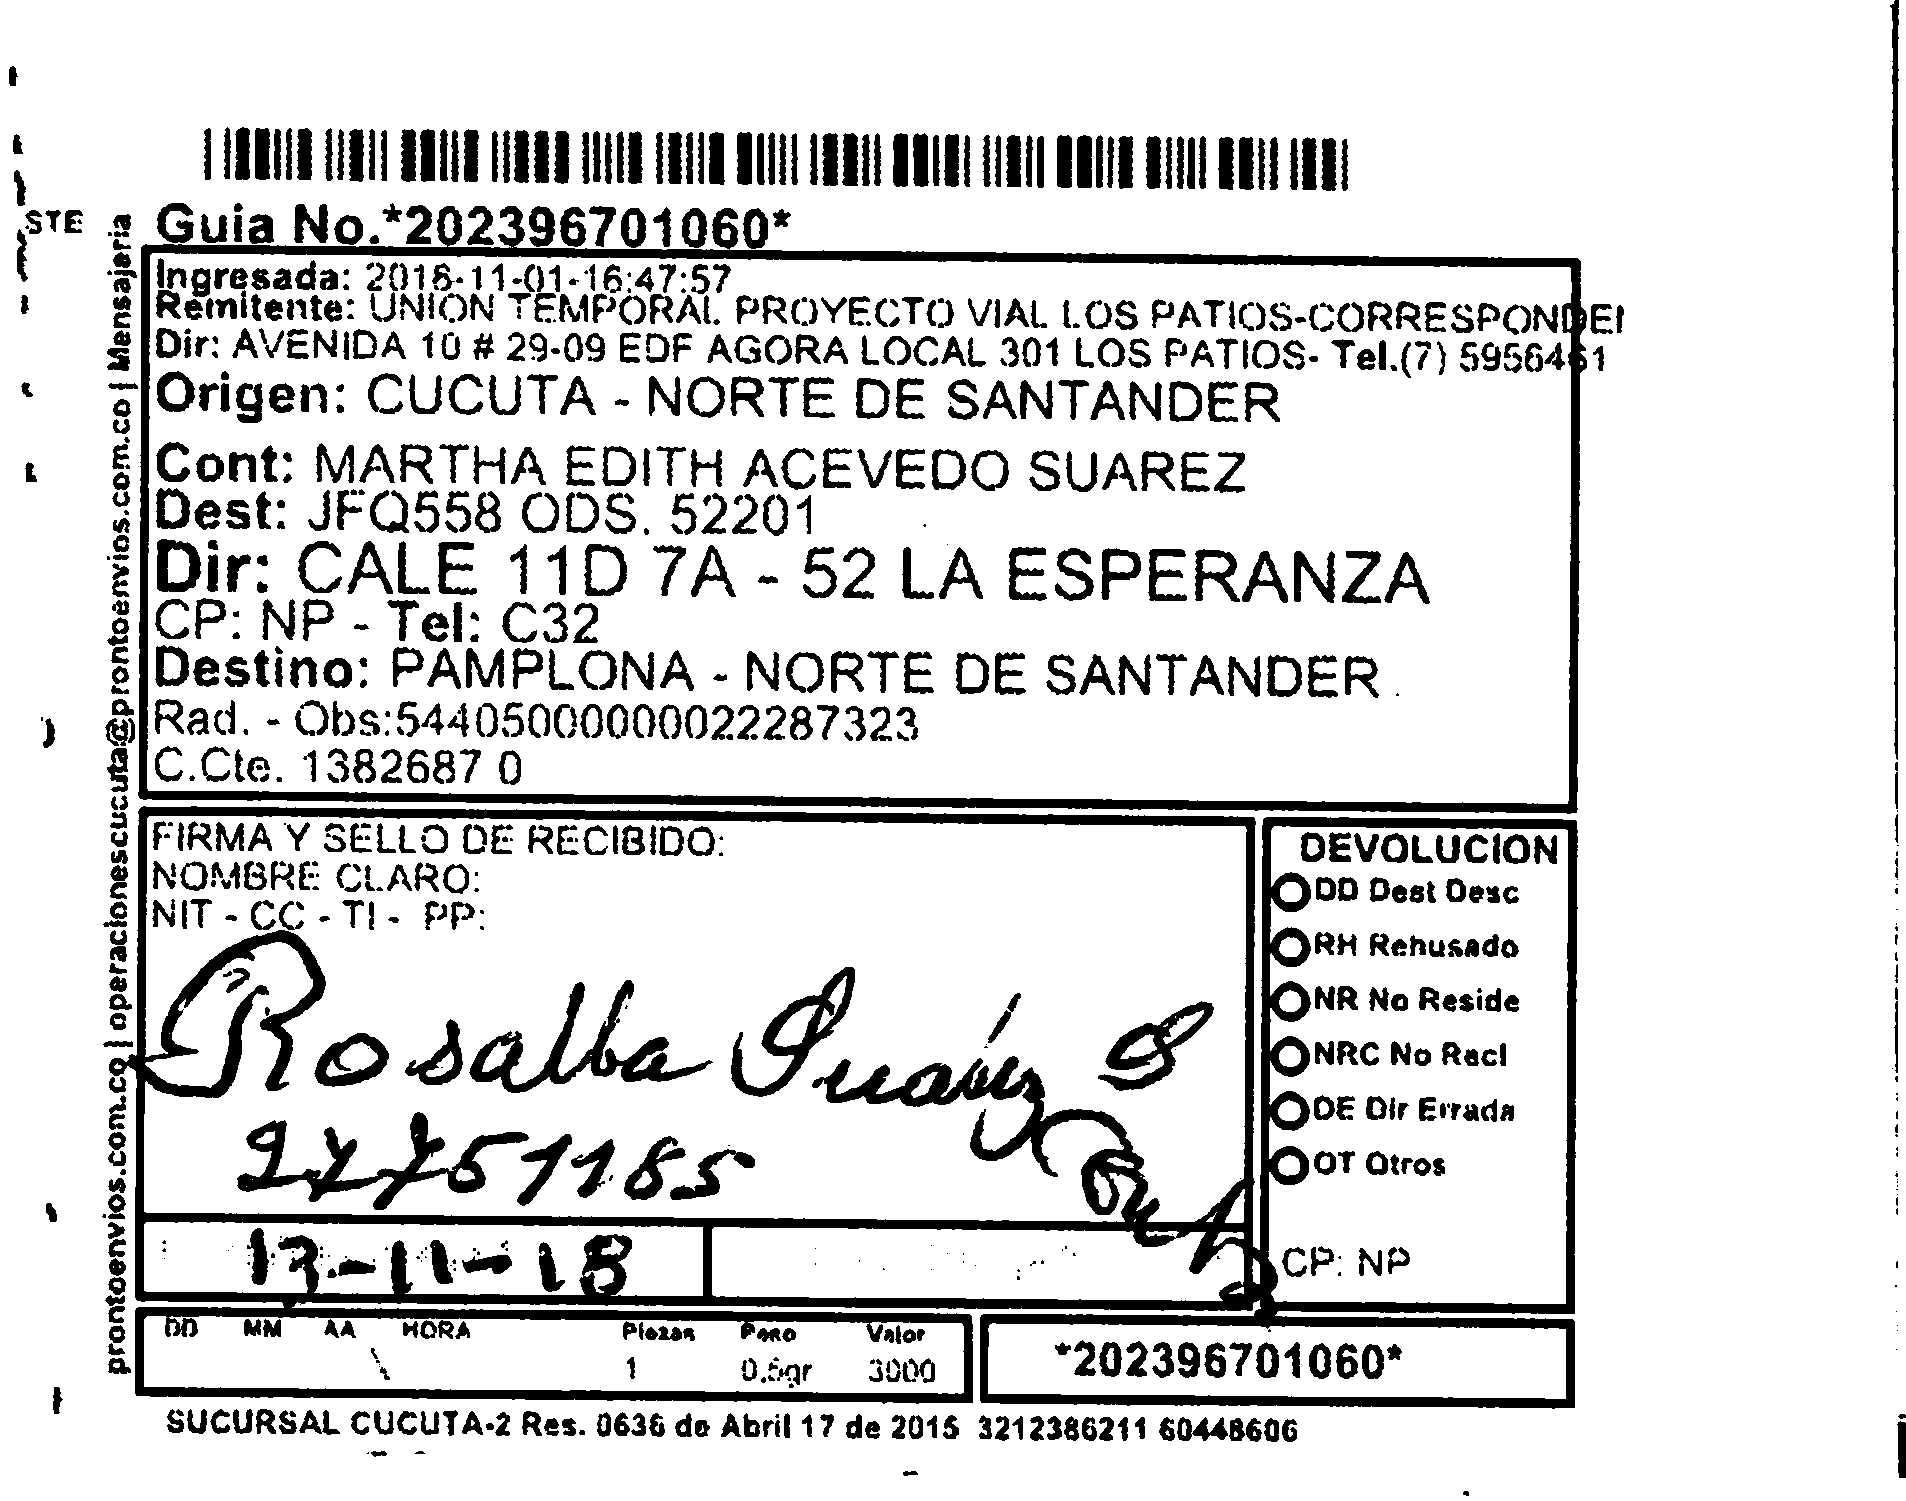 STE
prontoenvios.com.co | operacionescucuta@prontoenvios.com.co | Mensajeria
Guia No.*202396701060*
Ingresada: 2018-11-01-16:47:57
Remitente: UNION TEMPORAL PROYECTO VIAL LOS PATIOS-CORRESPONDEI
Dir: AVENIDA 10 # 29-09 EDF AGORA LOCAL 301 LOS PATIOS- Tel.(7) 5956461
Origen: CUCUTA - NORTE DE SANTANDER
Cont: MARTHA EDITH ACEVEDO SUAREZ
Dest: JFQ558 ODS. 52201
Dir: CALE 11D 7A - 52 LA ESPERANZA
CP: NP - Tel: C32
Destino: PAMPLONA - NORTE DE SANTANDER
Rad. - Obs:544050000000022287323
C.Cte. 1382687 0
FIRMA Y SELLO DE RECIBIDO:
NOMBRE CLARO:
NIT - CC - TI - PP:
Rosalba Suárez S
27751185
13-11-18
DEVOLUCION
DD Dest Desc
RH Rehusado
NR No Reside
NRC No Recl
DE Dir Errada
OT Otros
CP: NP
DD MM AA HORA Piezas Peso Valor
1 0.5gr 3000
*202396701060*
SUCURSAL CUCUTA-2 Res. 0636 de Abril 17 de 2015 3212386211 60448606